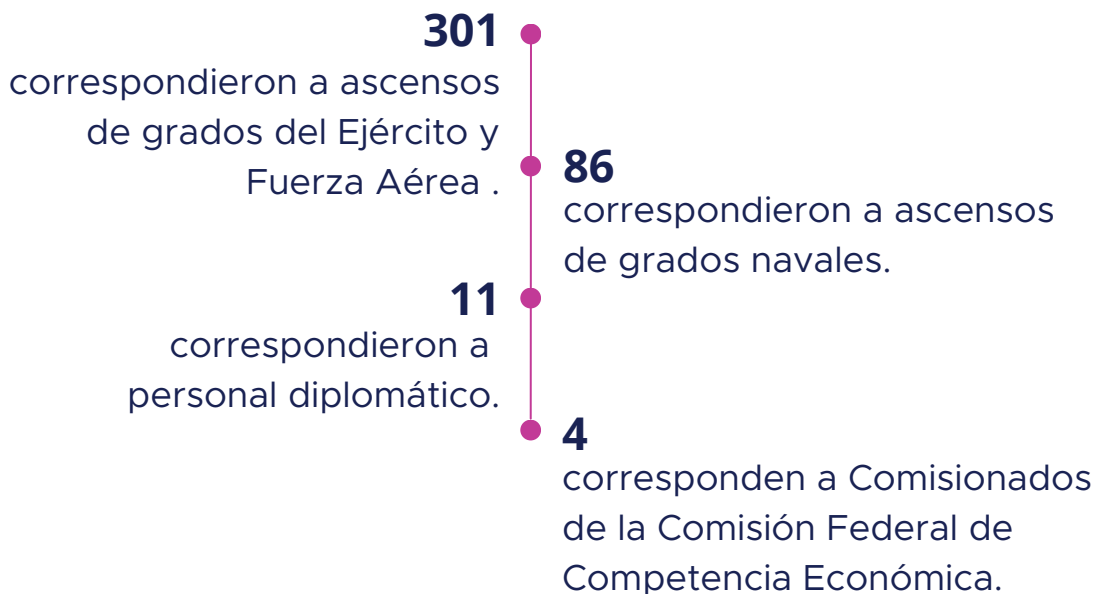 301
correspondieron a ascensos
de grados del Ejército y
Fuerza Aérea .
86
correspondieron a ascensos
de grados navales.
11
correspondieron a
personal diplomático.
4
corresponden a Comisionados
de la Comisión Federal de
Competencia Económica.